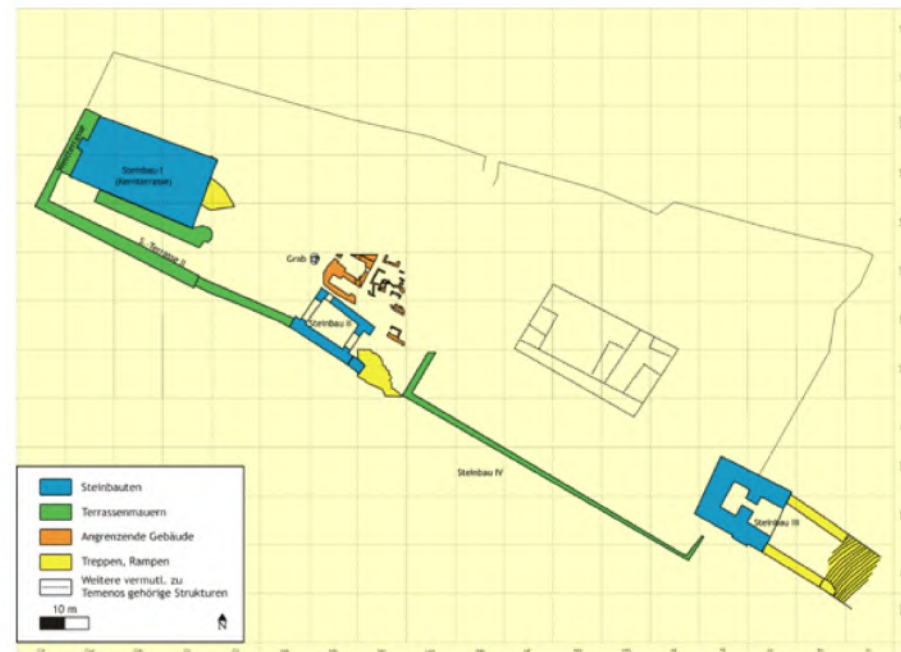 Steinbau I
(Kernterrasse)
S.-Terrasse II
Grab
Steinbau II
Steinbau IV
Steinbau III
Steinbauten
Terrassenmauern
Angrenzende Gebäude
Treppen, Rampen
Weitere vermutl. zu
Temenos gehörige Strukturen
10 m
N